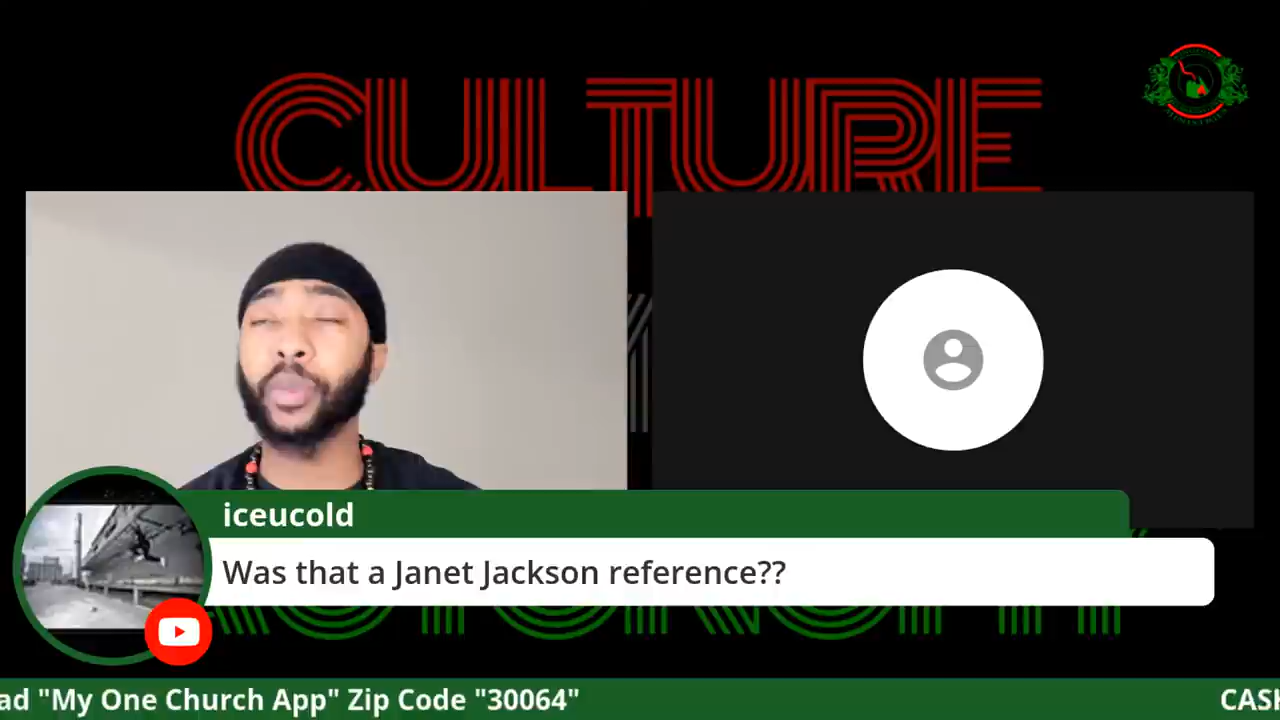 CULTURE
iceucold
Was that a Janet Jackson reference??
ad "My One Church App" Zip Code "30064"
CASH